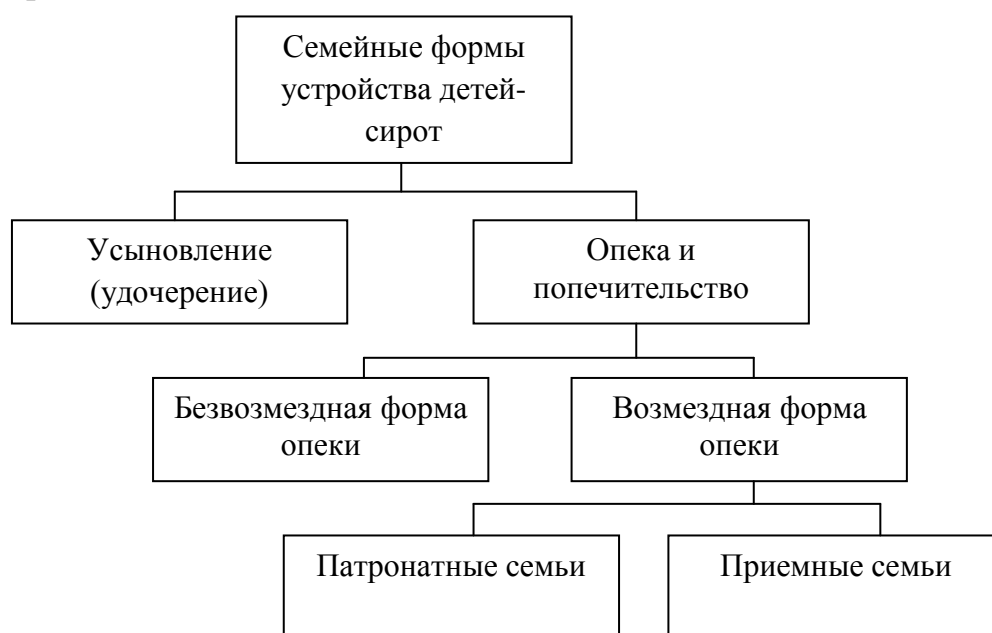 Семейные формы
устройства детей-
сирот
Усыновление
(удочерение)
Опека и
попечительство
Безвозмездная форма
опеки
Возмездная форма
опеки
Патронатные семьи
Приемные семьи